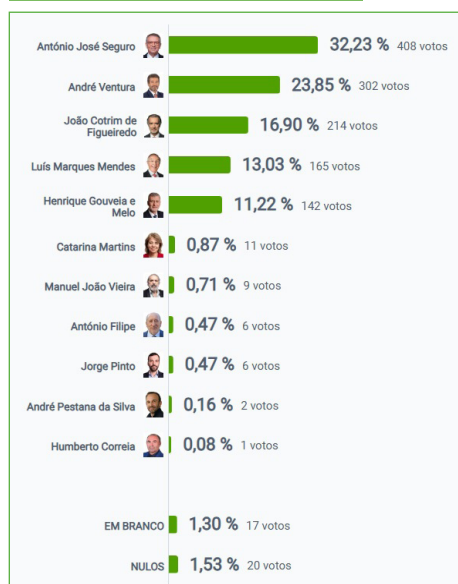 António José Seguro 32,23 % 408 votos
André Ventura 23,85 % 302 votos
João Cotrim de
Figueiredo 16,90 % 214 votos
Luís Marques Mendes 13,03 % 165 votos
Henrique Gouveia e
Melo 11,22 % 142 votos
Catarina Martins 0,87 % 11 votos
Manuel João Vieira 0,71 % 9 votos
António Filipe 0,47 % 6 votos
Jorge Pinto 0,47 % 6 votos
André Pestana da Silva 0,16 % 2 votos
Humberto Correia 0,08 % 1 votos
EM BRANCO 1,30 % 17 votos
NULOS 1,53 % 20 votos